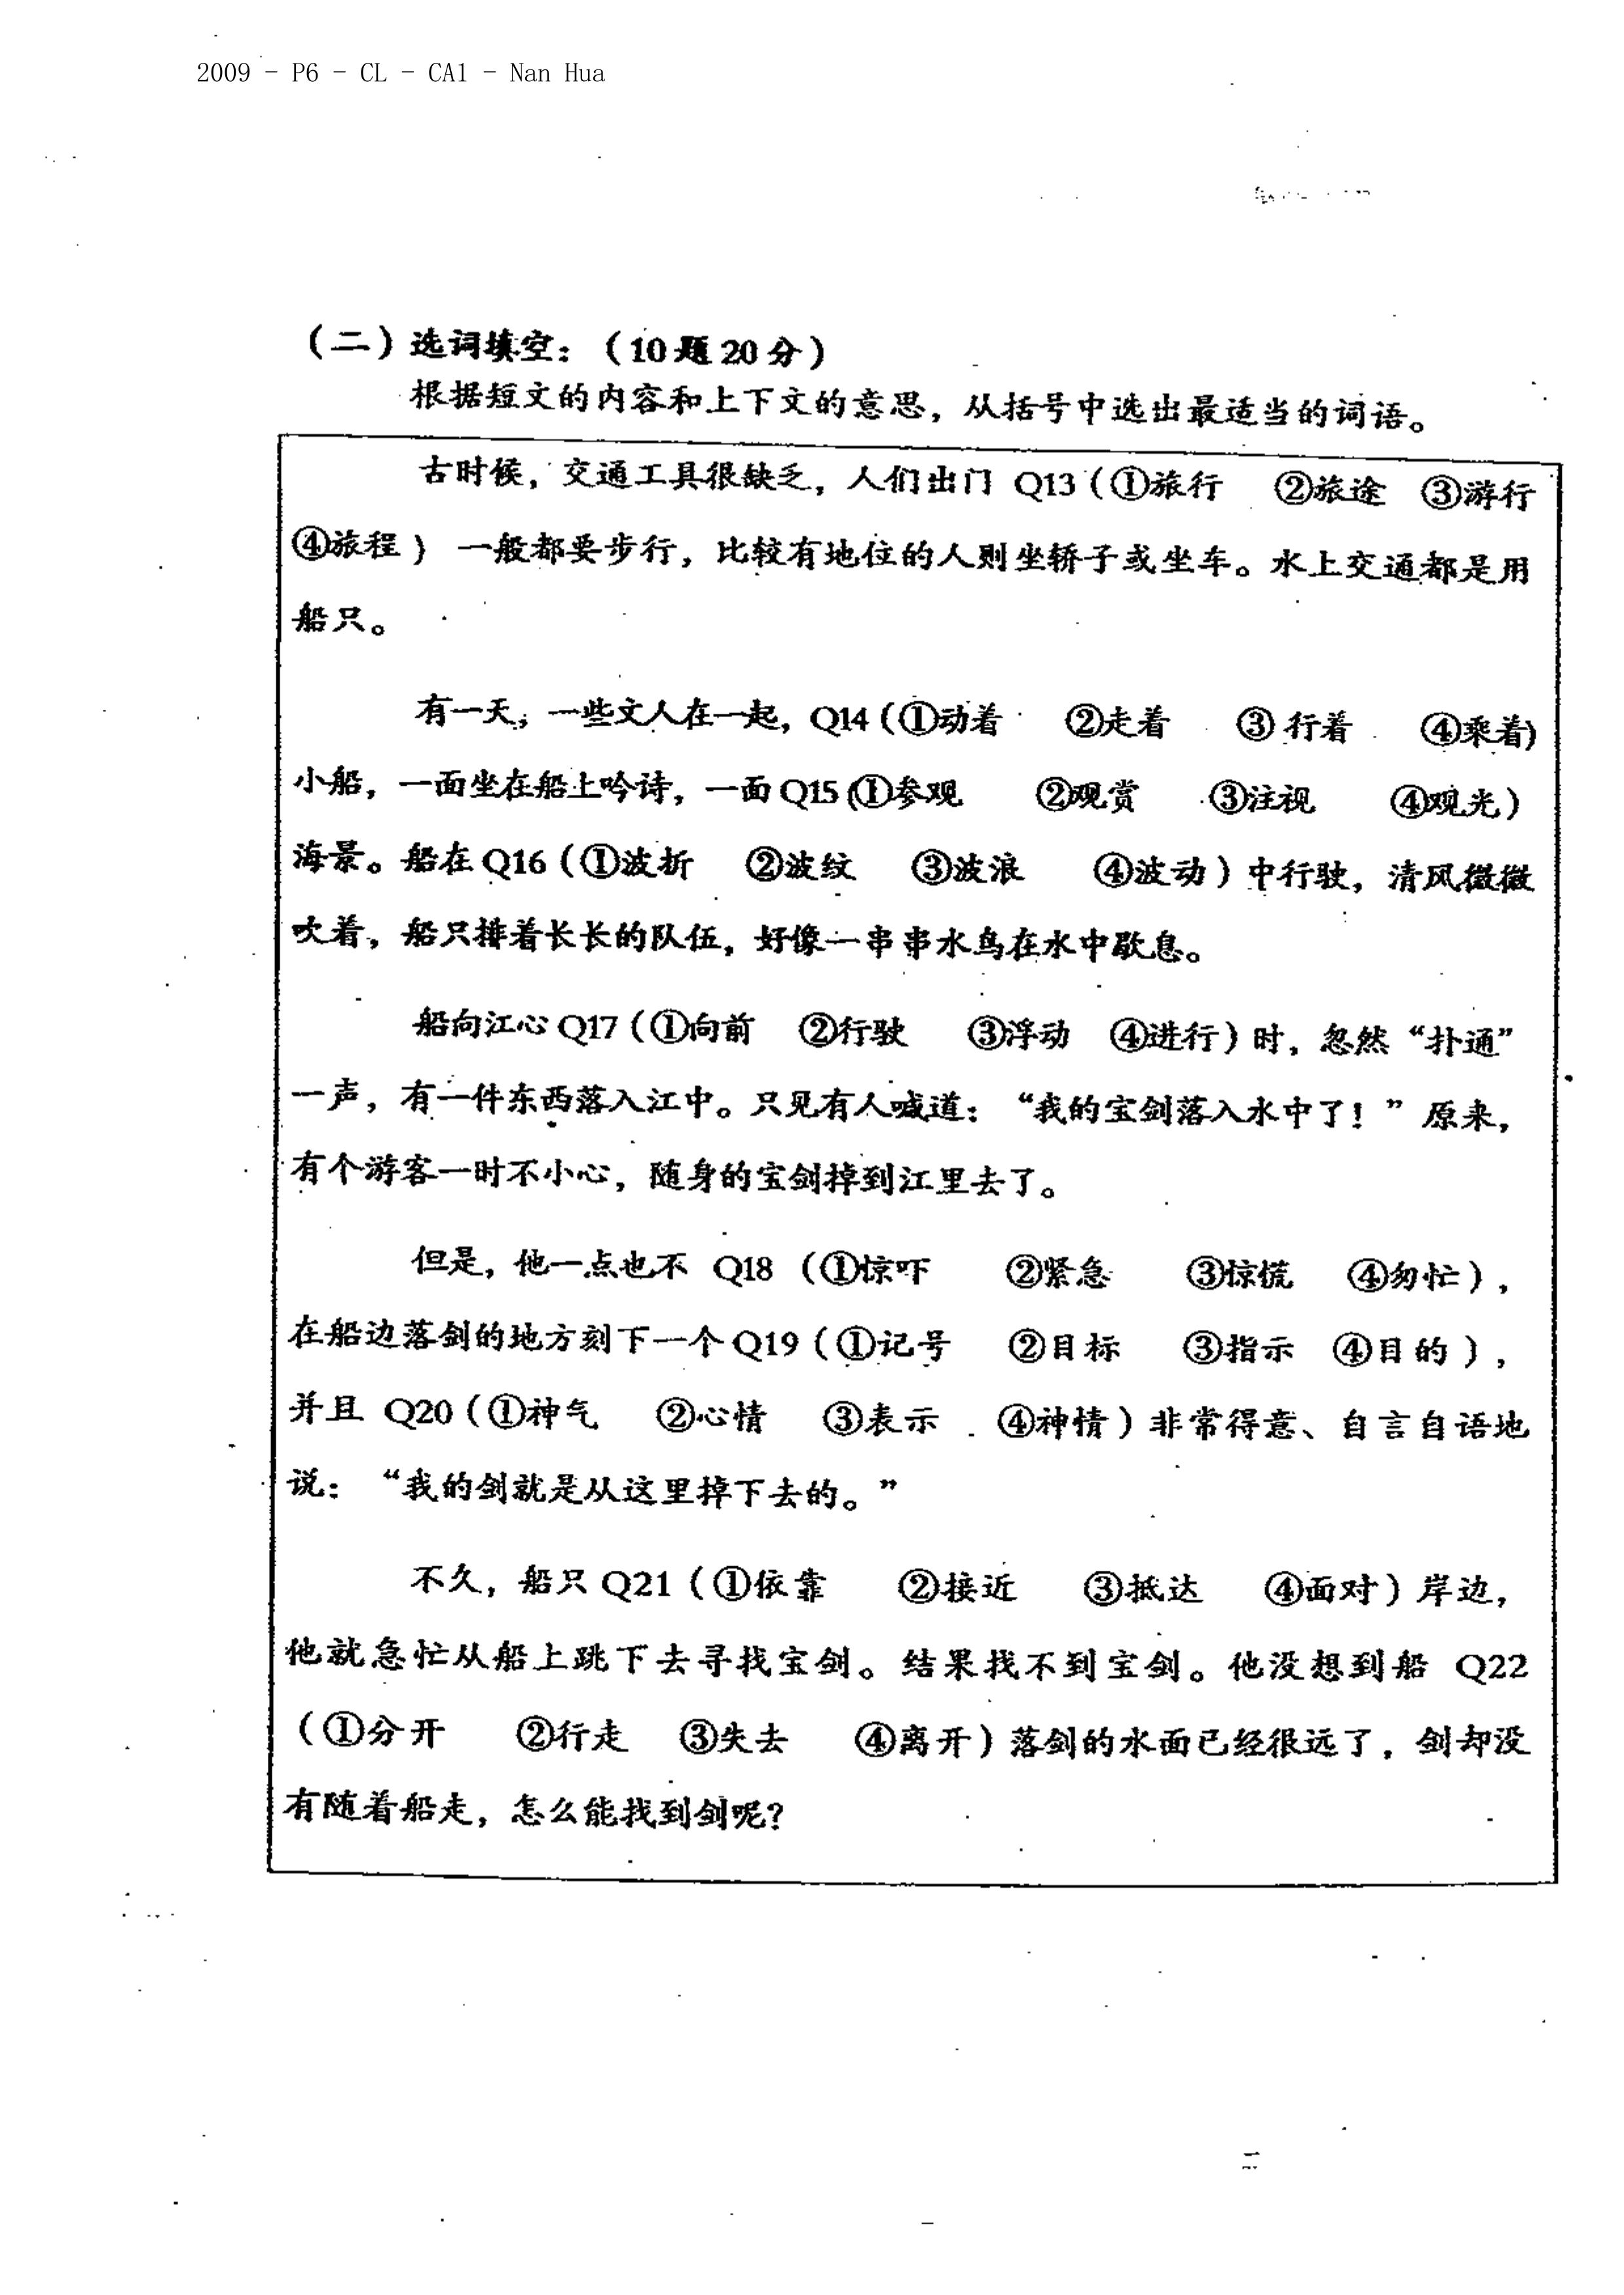 2009 - P6 - CL - CA1 - Nan Hua
（二）选词填空：（10题20分）
根据短文的内容和上下文的意思，从括号中选出最适当的词语。
古时候，交通工具很缺乏，人们出门 Q13（①旅行 ②旅途 ③游行
④旅程） 一般都要步行，比较有地位的人则坐轿子或坐车。水上交通都是用
船只。
有一天，一些文人在一起，Q14（①动着 ②走着 ③行着 ④乘着）
小船，一面坐在船上吟诗，一面Q15（①参观 ②观赏 ③注视 ④观光）
海景。船在Q16（①波折 ②波纹 ③波浪 ④波动）中行驶，清风微微
吹着，船只排着长长的队伍，好像一串串水鸟在水中歇息。
船向江心Q17（①向前 ②行驶 ③浮动 ④进行）时，忽然“扑通”
一声，有一件东西落入江中。只见有人喊道：“我的宝剑落入水中了！”原来，
有个游客一时不小心，随身的宝剑掉到江里去了。
但是，他一点也不 Q18（①惊吓 ②紧急 ③惊慌 ④匆忙），
在船边落剑的地方刻下一个Q19（①记号 ②目标 ③指示 ④目的），
并且 Q20（①神气 ②心情 ③表示 ④神情）非常得意、自言自语地
说：“我的剑就是从这里掉下去的。”
不久，船只Q21（①依靠 ②接近 ③抵达 ④面对）岸边，
他就急忙从船上跳下去寻找宝剑。结果找不到宝剑。他没想到船 Q22
（①分开 ②行走 ③失去 ④离开）落剑的水面已经很远了，剑却没
有随着船走，怎么能找到剑呢？